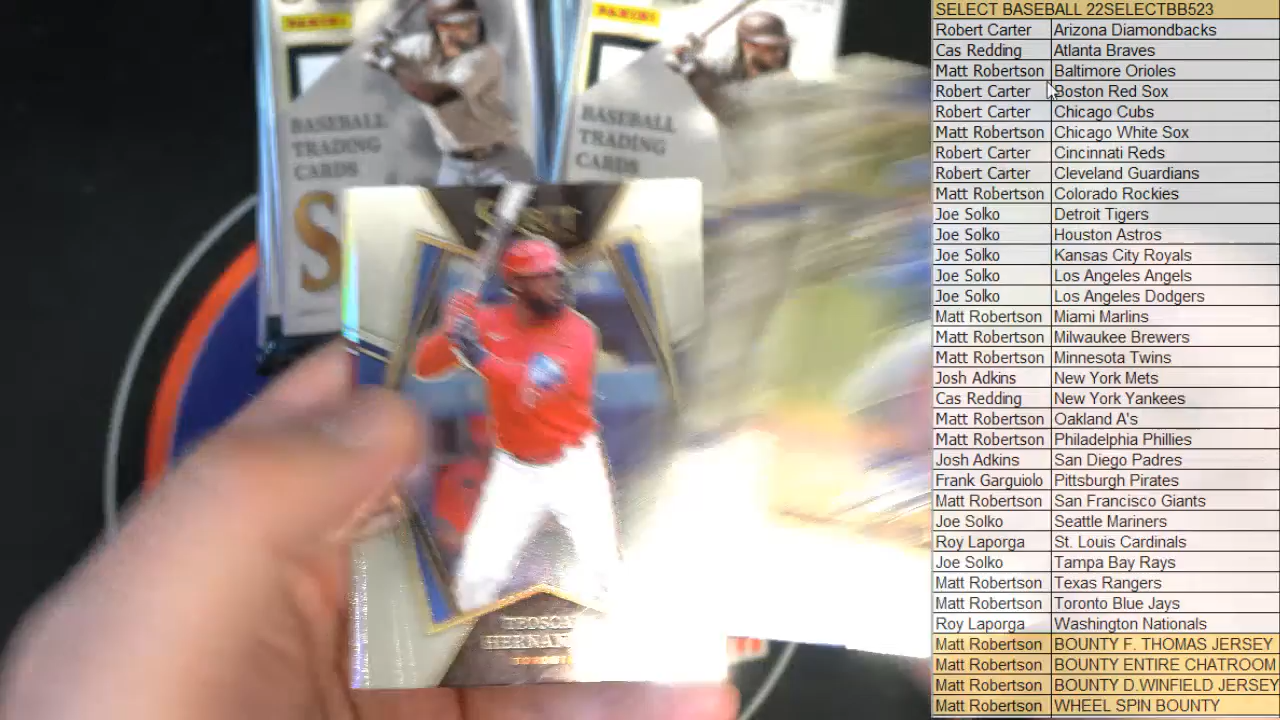 PANINI
BASEBALL
TRADING
CARDS
S
PANINI
BASEBALL
TRADING
CARDS
Select
HERNA
TORONTO
SELECT BASEBALL 22SELECTBB523
Robert Carter Arizona Diamondbacks
Cas Redding Atlanta Braves
Matt Robertson Baltimore Orioles
Robert Carter Boston Red Sox
Robert Carter Chicago Cubs
Matt Robertson Chicago White Sox
Robert Carter Cincinnati Reds
Robert Carter Cleveland Guardians
Matt Robertson Colorado Rockies
Joe Solko Detroit Tigers
Joe Solko Houston Astros
Joe Solko Kansas City Royals
Joe Solko Los Angeles Angels
Joe Solko Los Angeles Dodgers
Matt Robertson Miami Marlins
Matt Robertson Milwaukee Brewers
Matt Robertson Minnesota Twins
Josh Adkins New York Mets
Cas Redding New York Yankees
Matt Robertson Oakland A's
Matt Robertson Philadelphia Phillies
Josh Adkins San Diego Padres
Frank Garguiolo Pittsburgh Pirates
Matt Robertson San Francisco Giants
Joe Solko Seattle Mariners
Roy Laporga St. Louis Cardinals
Joe Solko Tampa Bay Rays
Matt Robertson Texas Rangers
Matt Robertson Toronto Blue Jays
Roy Laporga Washington Nationals
Matt Robertson BOUNTY F. THOMAS JERSEY
Matt Robertson BOUNTY ENTIRE CHATROOM
Matt Robertson BOUNTY D.WINFIELD JERSEY
Matt Robertson WHEEL SPIN BOUNTY